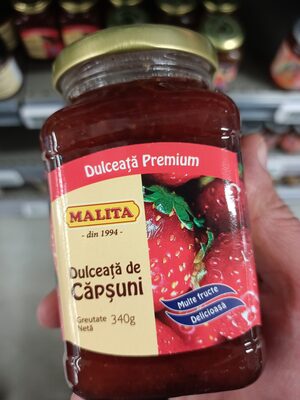 Dulceață Premium
MALITA
- din 1994 -
Dulceață de
Căpșuni
Multe fructe
Delicioasă
Greutate
Netă
340g